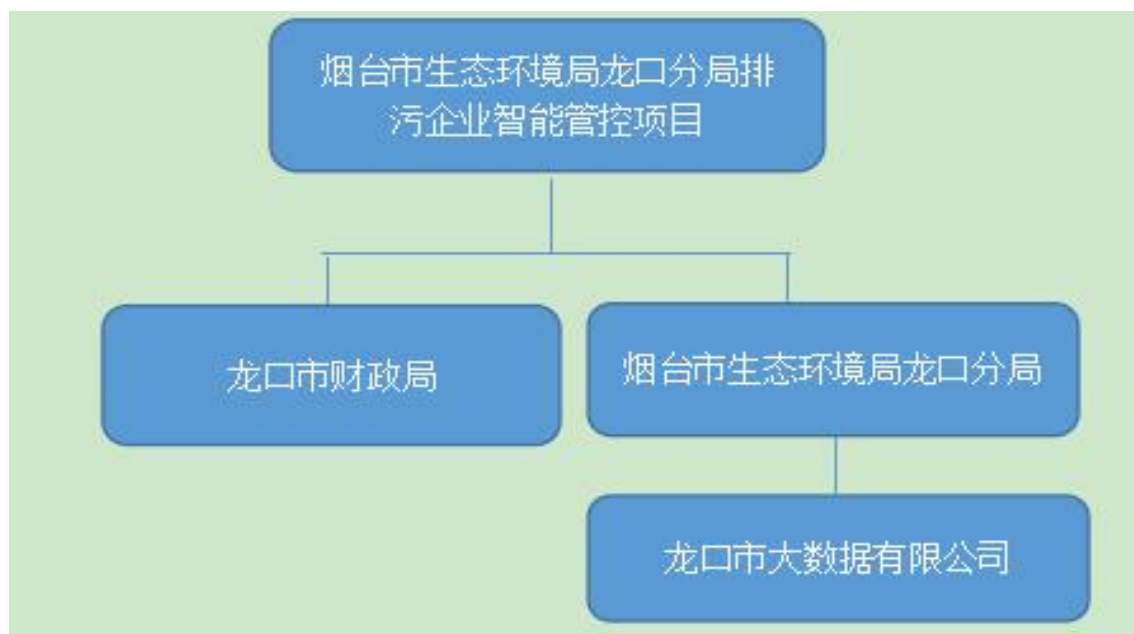 烟台市生态环境局龙口分局排
污企业智能管控项目
龙口市财政局
烟台市生态环境局龙口分局
龙口市大数据有限公司